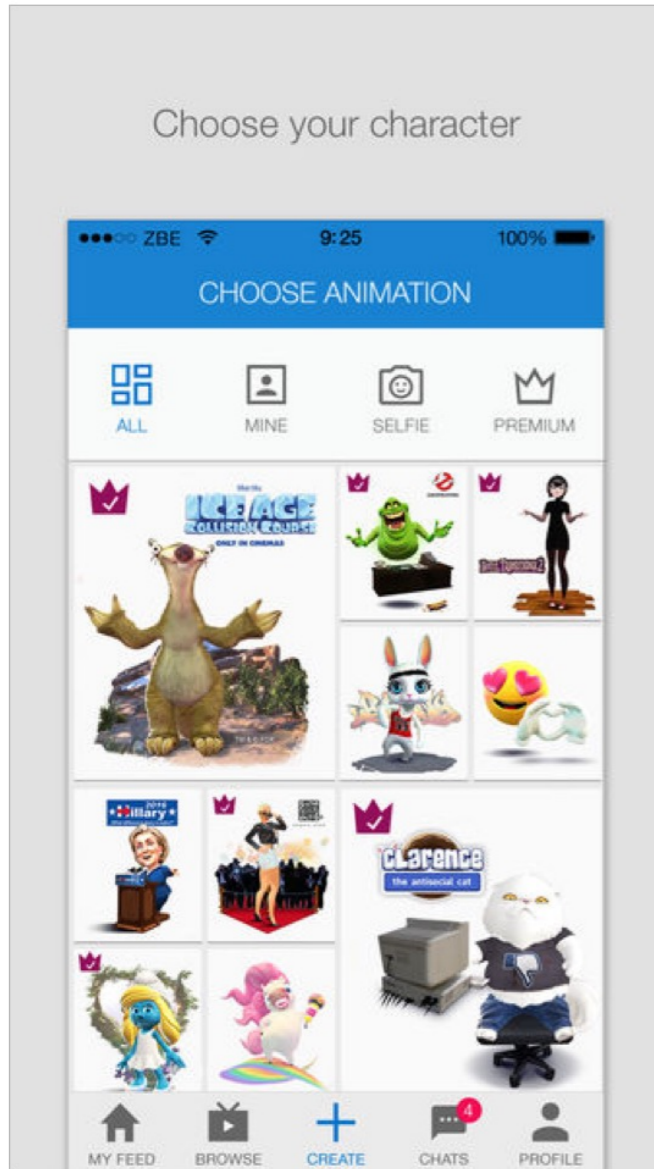 Choose your character
ZBE 9:25 100%
CHOOSE ANIMATION
ALL MINE SELFIE PREMIUM
ICE AGE
COLLISION COURSE
ONLY IN CINEMAS
2016
Hillary
CLarence
the antisocial cat
4
MY FEED BROWSE CREATE CHATS PROFILE